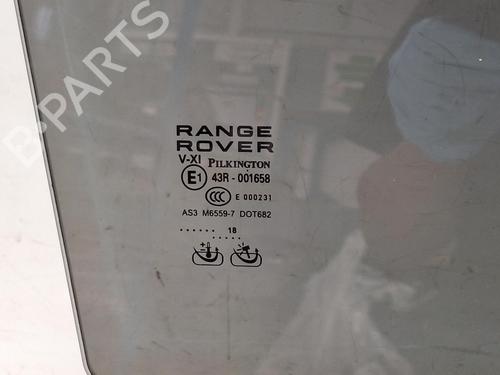 B-PARTS
RANGE
ROVER
V-XI PILKINGTON
E1 43R - 001658
CCC E 000231
AS3 M6559-7 DOT682
...... 18 .....